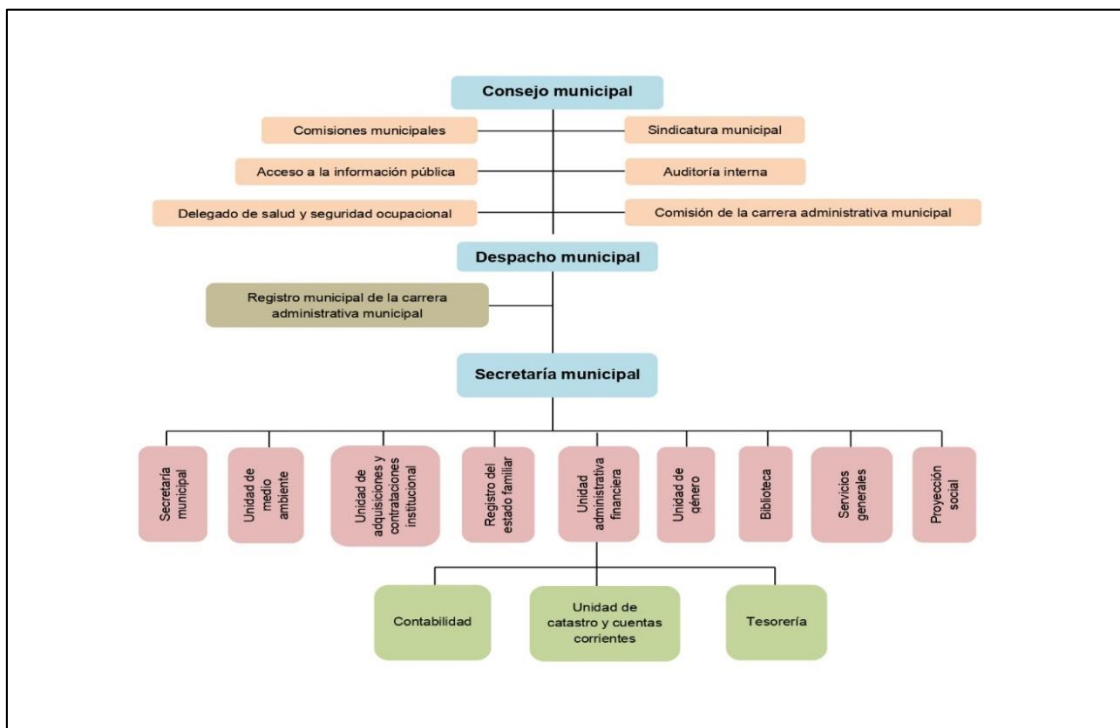 Consejo municipal
Comisiones municipales
Sindicatura municipal
Acceso a la información pública
Auditoría interna
Delegado de salud y seguridad ocupacional
Comisión de la carrera administrativa municipal
Despacho municipal
Registro municipal de la carrera
administrativa municipal
Secretaría municipal
Secretaría
municipal
Unidad de
medio
ambiente
Unidad de
adquisiciones y
contrataciones
institucional
Registro del
estado familiar
Unidad
administrativa
financiera
Unidad de
género
Biblioteca
Servicios
generales
Proyección
social
Contabilidad
Unidad de
catastro y cuentas
corrientes
Tesorería